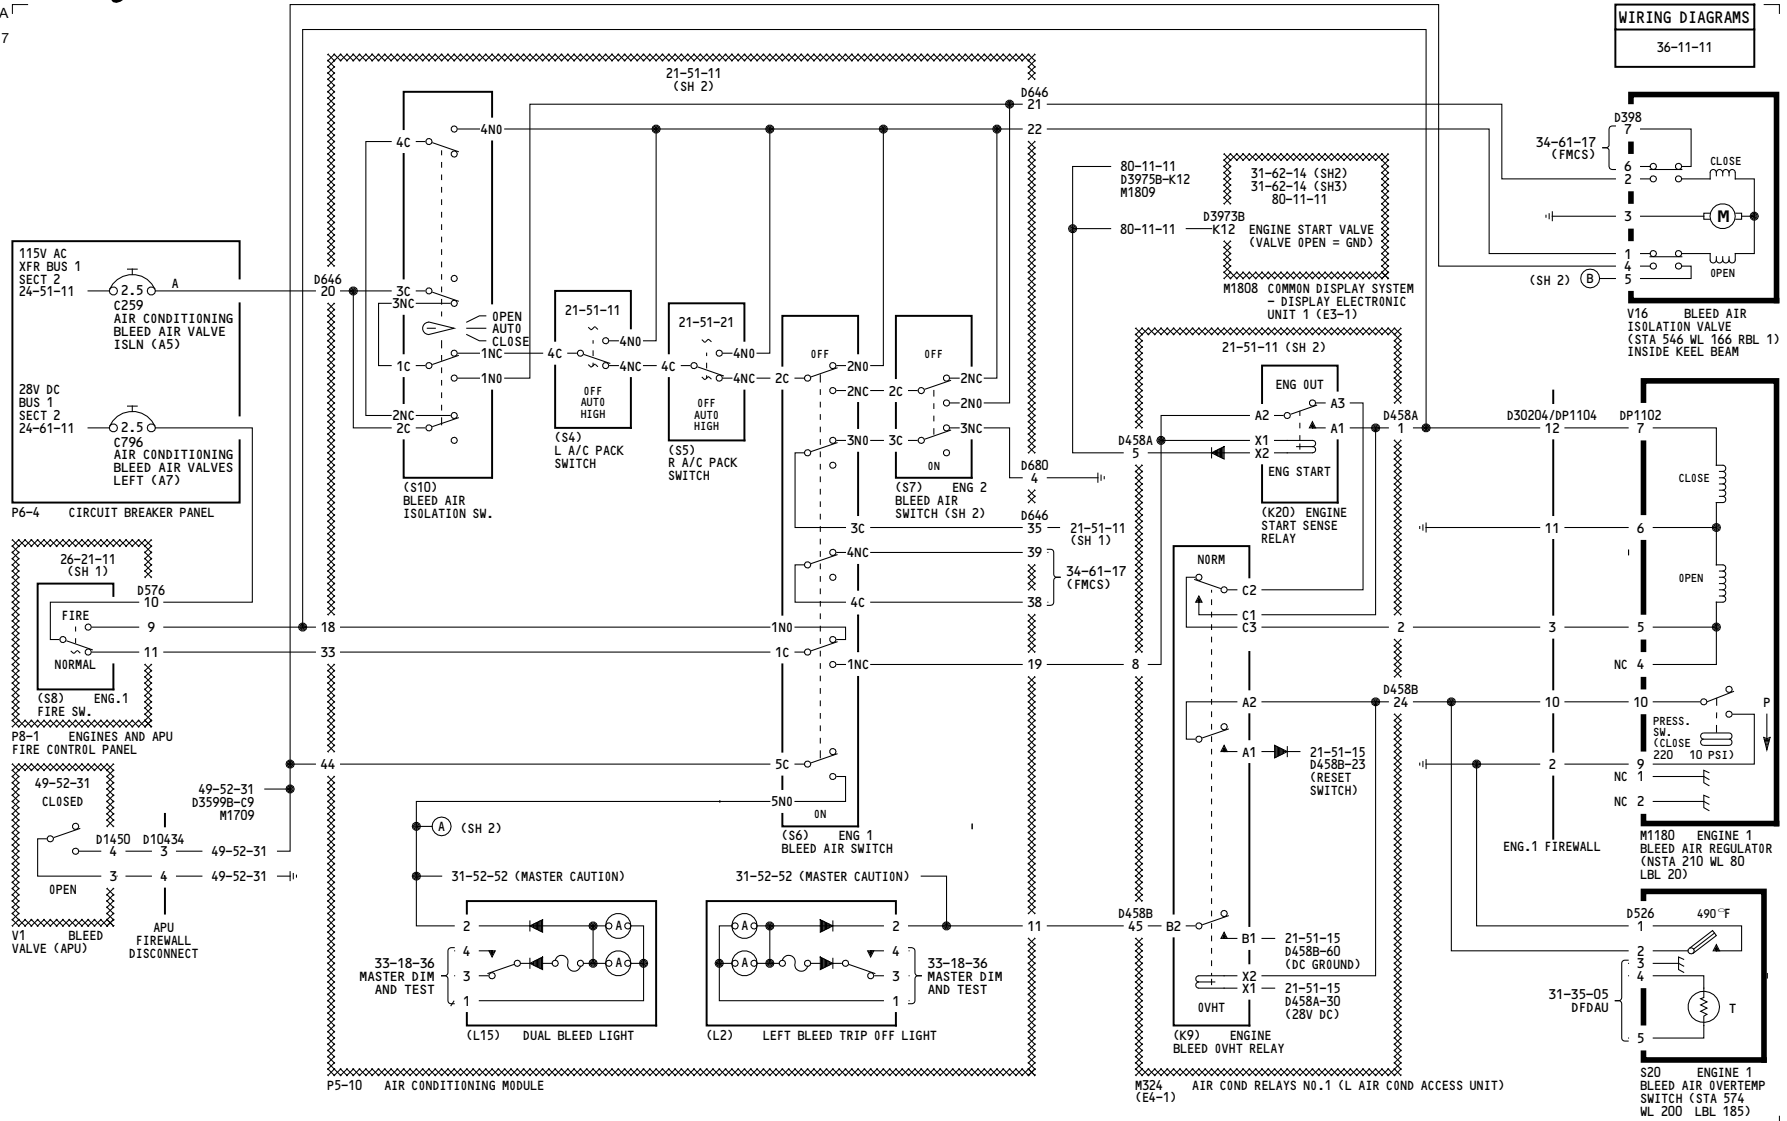 A
7
WIRING DIAGRAMS
36-11-11
21-51-11
(SH 2)
D646
21
22
4NO
4C
3C
3NC
OPEN
AUTO
CLOSE
1NC
1C
1NO
2NC
2C
(S10)
BLEED AIR
ISOLATION SW.
115V AC
XFR BUS 1
SECT 2
24-51-11
2.5
A
C259
AIR CONDITIONING
BLEED AIR VALVE
ISLN (A5)
28V DC
BUS 1
SECT 2
24-61-11
2.5
C796
AIR CONDITIONING
BLEED AIR VALVES
LEFT (A7)
P6-4 CIRCUIT BREAKER PANEL
D646
20
21-51-11
4NO
4C
4NC
OFF
AUTO
HIGH
(S4)
L A/C PACK
SWITCH
21-51-21
4NO
4C
4NC
OFF
AUTO
HIGH
(S5)
R A/C PACK
SWITCH
OFF
2NO
2C
2NC
3NO
3C
4NC
4C
1NO
1C
1NC
5C
5NO
ON
(S6) ENG 1
BLEED AIR SWITCH
OFF
2NC
2C
2NO
3NC
3C
ON
(S7) ENG 2
BLEED AIR
SWITCH (SH 2)
D680
4
D646
35
21-51-11
(SH 1)
39
34-61-17
(FMCS)
38
26-21-11
(SH 1)
D576
10
FIRE
9
18
NORMAL
11
33
(S8) ENG.1
FIRE SW.
P8-1 ENGINES AND APU
FIRE CONTROL PANEL
19
8
44
49-52-31
CLOSED
49-52-31
D3599B-C9
M1709
D1450
D10434
4
3
49-52-31
3
4
49-52-31
OPEN
V1 BLEED
VALVE (APU)
APU
FIREWALL
DISCONNECT
A
(SH 2)
31-52-52 (MASTER CAUTION)
31-52-52 (MASTER CAUTION)
2
A
4
33-18-36
MASTER DIM
AND TEST
3
A
1
(L15) DUAL BLEED LIGHT
A
2
4
33-18-36
MASTER DIM
AND TEST
A
3
1
(L2) LEFT BLEED TRIP OFF LIGHT
11
P5-10 AIR CONDITIONING MODULE
80-11-11
D3975B-K12
M1809
31-62-14 (SH2)
31-62-14 (SH3)
80-11-11
D3973B
80-11-11
K12
ENGINE START VALVE
(VALVE OPEN = GND)
M1808 COMMON DISPLAY SYSTEM
- DISPLAY ELECTRONIC
UNIT 1 (E3-1)
21-51-11 (SH 2)
ENG OUT
A3
A2
A1
D458A
1
D458A
5
X1
X2
ENG START
(K20) ENGINE
START SENSE
RELAY
NORM
C2
C1
C3
2
A2
D458B
24
A1
21-51-15
D458B-23
(RESET
SWITCH)
D458B
45
B2
B1
21-51-15
D458B-60
(DC GROUND)
X2
X1
21-51-15
D458A-30
(28V DC)
OVHT
(K9) ENGINE
BLEED OVHT RELAY
M324 AIR COND RELAYS NO.1 (L AIR COND ACCESS UNIT)
(E4-1)
D398
34-61-17
(FMCS)
7
6
2
CLOSE
3
M
1
4
5
OPEN
(SH 2)
B
V16 BLEED AIR
ISOLATION VALVE
(STA 546 WL 166 RBL 1)
INSIDE KEEL BEAM
D30204/DP1104
DP1102
12
7
CLOSE
11
6
OPEN
3
5
NC 4
10
10
P
PRESS.
SW.
(CLOSE
220 10 PSI)
2
9
NC 1
NC 2
ENG.1 FIREWALL
M1180 ENGINE 1
BLEED AIR REGULATOR
(NSTA 210 WL 80
LBL 20)
D526
490°F
1
2
3
4
31-35-05
DFDAU
T
5
S20 ENGINE 1
BLEED AIR OVERTEMP
SWITCH (STA 574
WL 200 LBL 185)